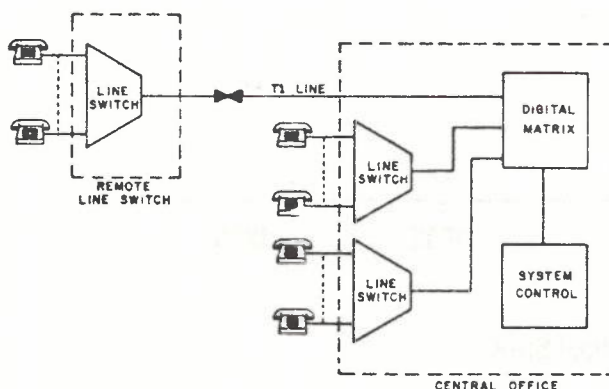 LINE
SWITCH
REMOTE
LINE SWITCH
T1 LINE
DIGITAL
MATRIX
LINE
SWITCH
LINE
SWITCH
SYSTEM
CONTROL
CENTRAL OFFICE